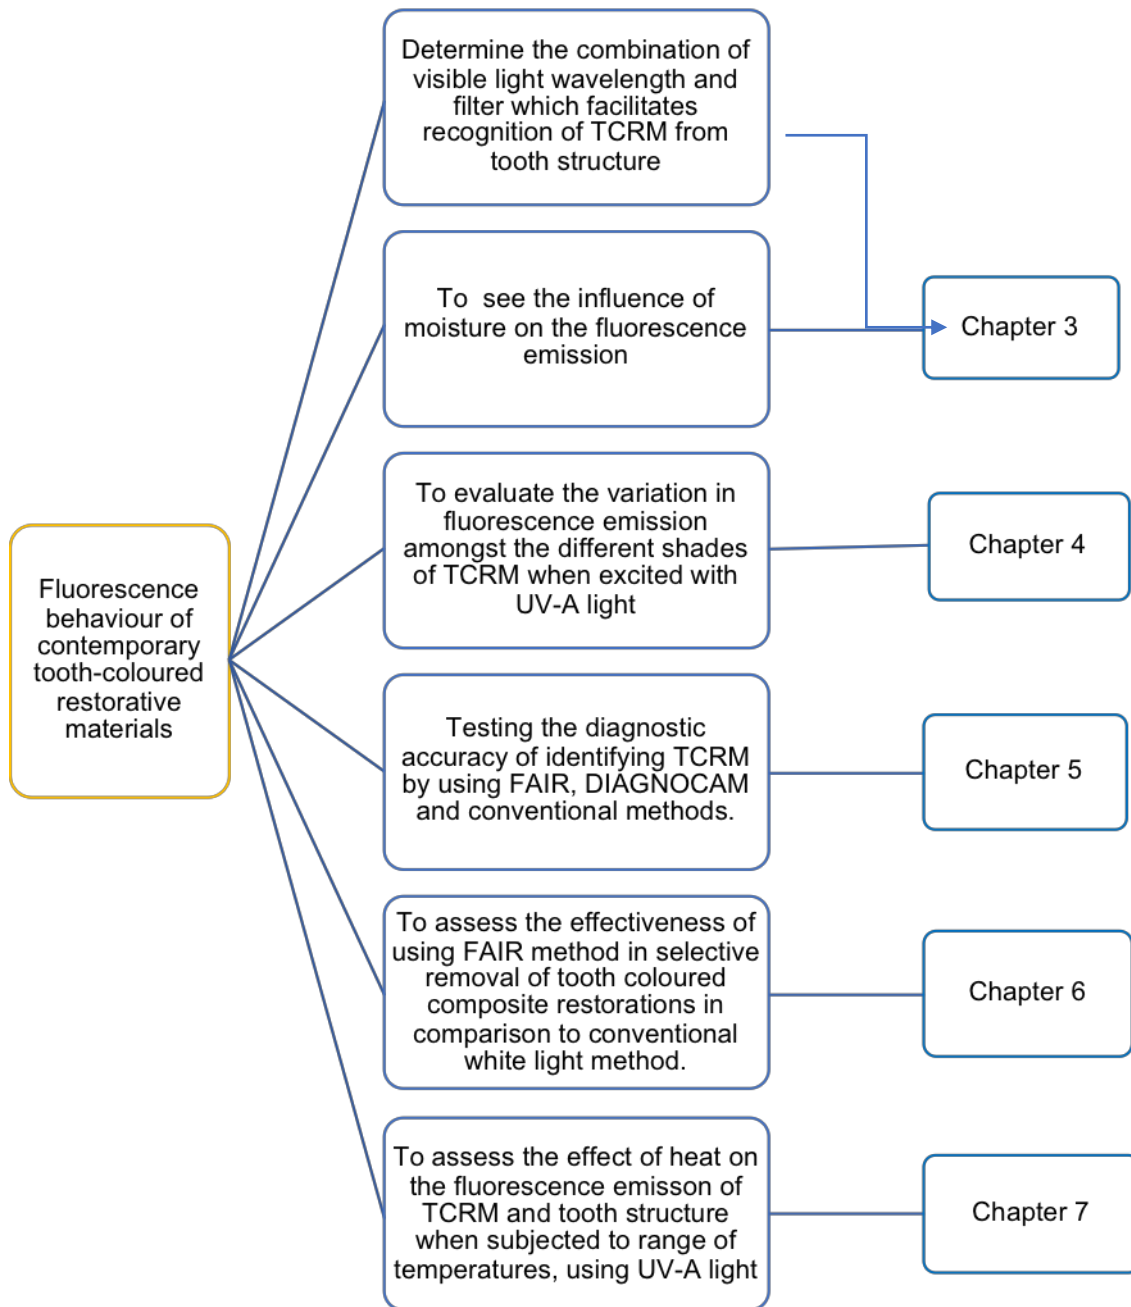 Determine the combination of
visible light wavelength and
filter which facilitates
recognition of TCRM from
tooth structure
To see the influence of
moisture on the fluorescence
emission
Chapter 3
To evaluate the variation in
fluorescence emission
amongst the different shades
of TCRM when excited with
UV-A light
Chapter 4
Fluorescence
behaviour of
contemporary
tooth-coloured
restorative
materials
Testing the diagnostic
accuracy of identifying TCRM
by using FAIR, DIAGNOCAM
and conventional methods.
Chapter 5
To assess the effectiveness of
using FAIR method in selective
removal of tooth coloured
composite restorations in
comparison to conventional
white light method.
Chapter 6
To assess the effect of heat on
the fluorescence emisson of
TCRM and tooth structure
when subjected to range of
temperatures, using UV-A light
Chapter 7